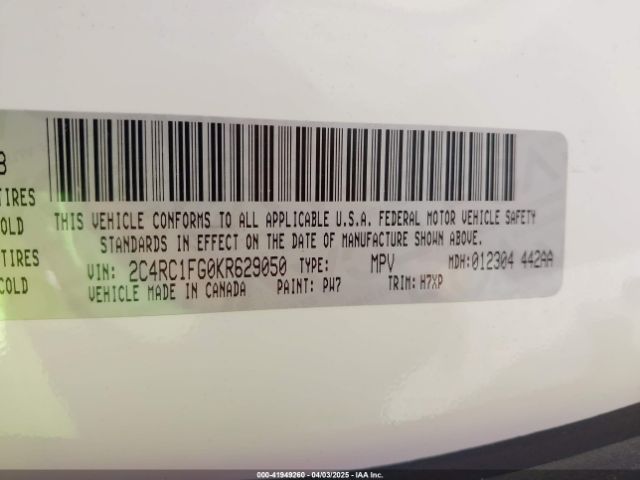 8
TIRES
COLD
TIRES
COLD
THIS VEHICLE CONFORMS TO ALL APPLICABLE U.S.A. FEDERAL MOTOR VEHICLE SAFETY
STANDARDS IN EFFECT ON THE DATE OF MANUFACTURE SHOWN ABOVE.
VIN: 2C4RC1FG0KR629050 TYPE: MPV MDH:012304 442AA
VEHICLE MADE IN CANADA PAINT: PW7 TRIM: H7XP
000-41949260 - 04/03/2025 - IAA Inc.